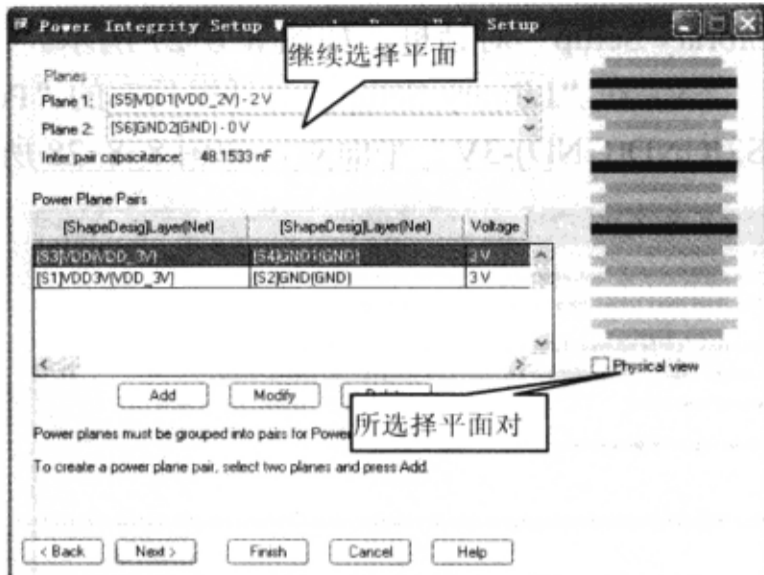 Power Integrity Setup
继续选择平面
Planes
Plane 1: [S5]VDD1(VDD_2V) - 2 V
Plane 2: [S6]GND2(GND) - 0 V
Inter pair capacitance: 48.1533 nF
Power Plane Pairs
[ShapeDesig]Layer(Net) [ShapeDesig]Layer(Net) Voltage
[S3]VDD(VDD_3V) [S4]GND1(GND) 3 V
[S1]VDD3V(VDD_3V) [S2]GND(GND) 3 V
Physical view
Add Modify
所选择平面对
Power planes must be grouped into pairs for Power
To create a power plane pair, select two planes and press Add.
< Back Next > Finish Cancel Help